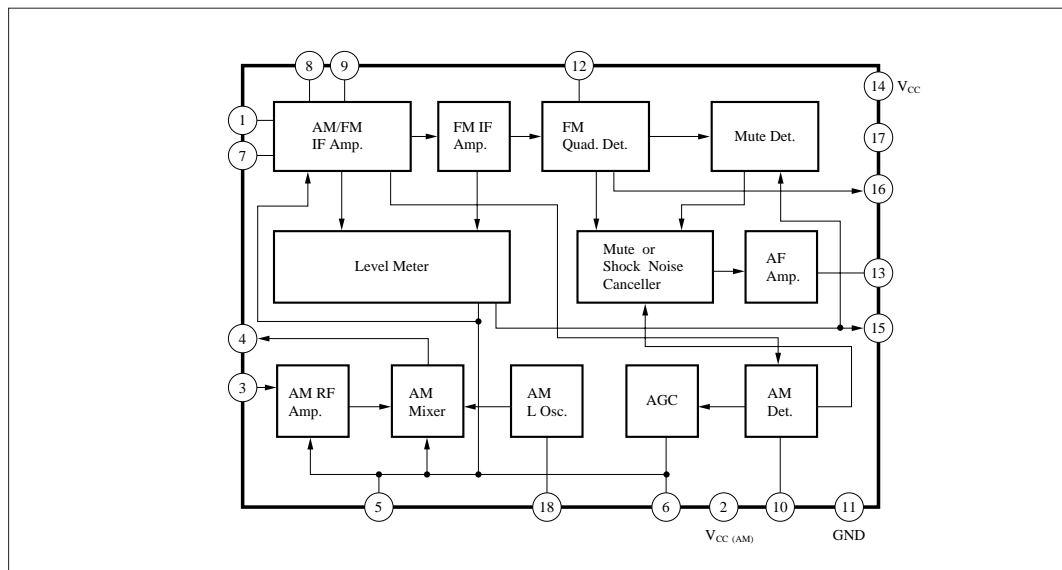 8
9
12
14 V_CC
1
AM/FM
IF Amp.
FM IF
Amp.
FM
Quad. Det.
Mute Det.
17
7
16
Level Meter
Mute or
Shock Noise
Canceller
AF
Amp.
13
15
4
3
AM RF
Amp.
AM
Mixer
AM
L Osc.
AGC
AM
Det.
5
18
6
2
10
11
V_CC (AM)
GND